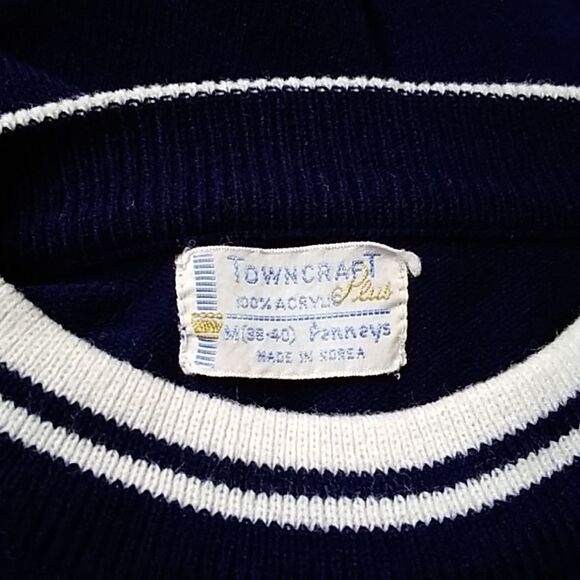 TOWNCRAFT
Plus
100% ACRYLIC
M(38-40) Penneys
MADE IN KOREA